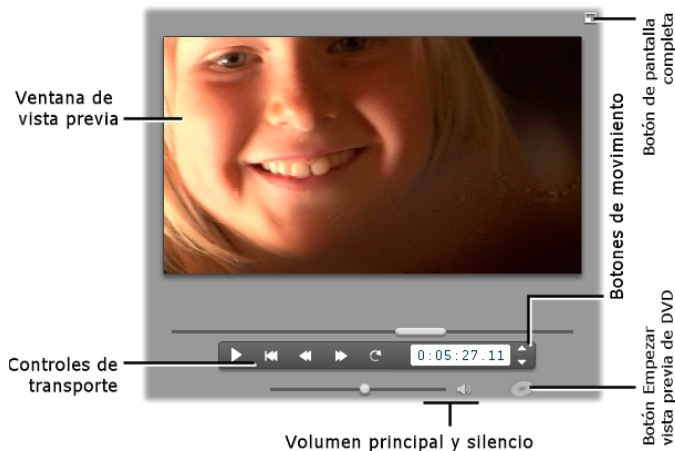 Botón de pantalla
completa
Ventana de
vista previa
Botones de movimiento
0:05:27.11
Controles de
transporte
Botón Empezar
vista previa de DVD
Volumen principal y silencio